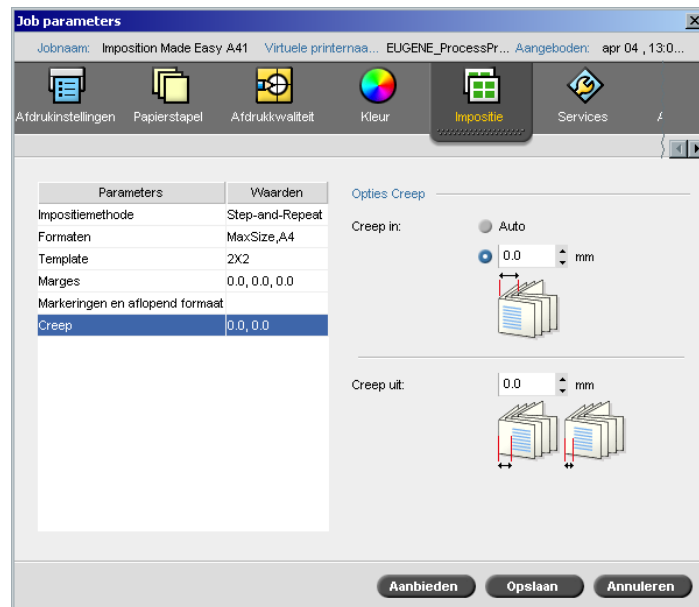 Job parameters
Jobnaam: Imposition Made Easy A41 Virtuele printernaa... EUGENE_ProcessPr... Aangeboden: apr 04 , 13:0...
Afdrukinstellingen Papierstapel Afdrukkwaliteit Kleur Impositie Services
Parameters Waarden
Impositiemethode Step-and-Repeat
Formaten MaxSize,A4
Template 2X2
Marges 0.0, 0.0, 0.0
Markeringen en aflopend formaat
Creep 0.0, 0.0
Opties Creep
Creep in: Auto
0.0 mm
Creep uit: 0.0 mm
Aanbieden Opslaan Annuleren